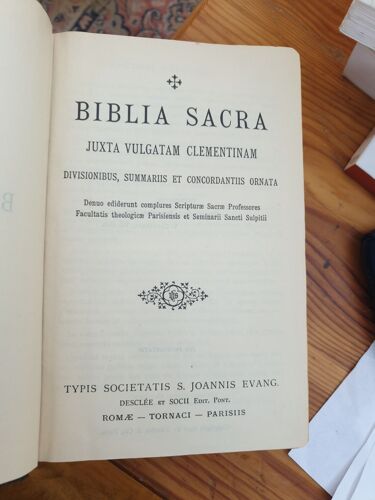 BIBLIA SACRA
JUXTA VULGATAM CLEMENTINAM
DIVISIONIBUS, SUMMARIIS ET CONCORDANTIIS ORNATA
Denuo ediderunt complures Scripturæ Sacræ Professores
Facultatis theologicæ Parisiensis et Seminarii Sancti Sulpitii
TYPIS SOCIETATIS S. JOANNIS EVANG.
DESCLÉE ET SOCII EDIT. PONT.
ROMÆ — TORNACI — PARISIIS